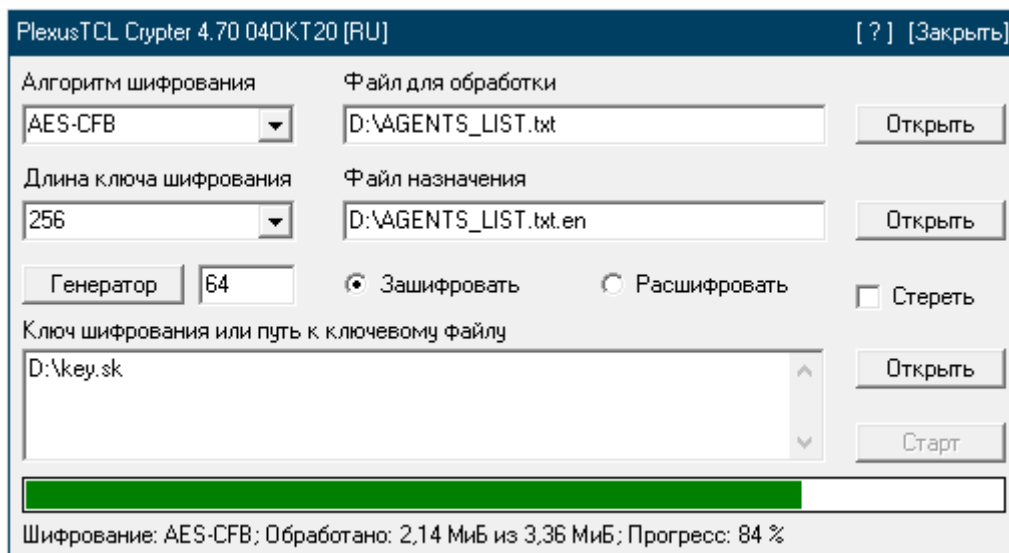 PlexusTCL Crypter 4.70 04OKT20 [RU] [ ? ] [Закрыть]
Алгоритм шифрования Файл для обработки
AES-CFB D:\AGENTS_LIST.txt Открыть
Длина ключа шифрования Файл назначения
256 D:\AGENTS_LIST.txt.en Открыть
Генератор 64 Зашифровать Расшифровать Стереть
Ключ шифрования или путь к ключевому файлу
D:\key.sk Открыть
Старт
Шифрование: AES-CFB; Обработано: 2,14 МиБ из 3,36 МиБ; Прогресс: 84 %